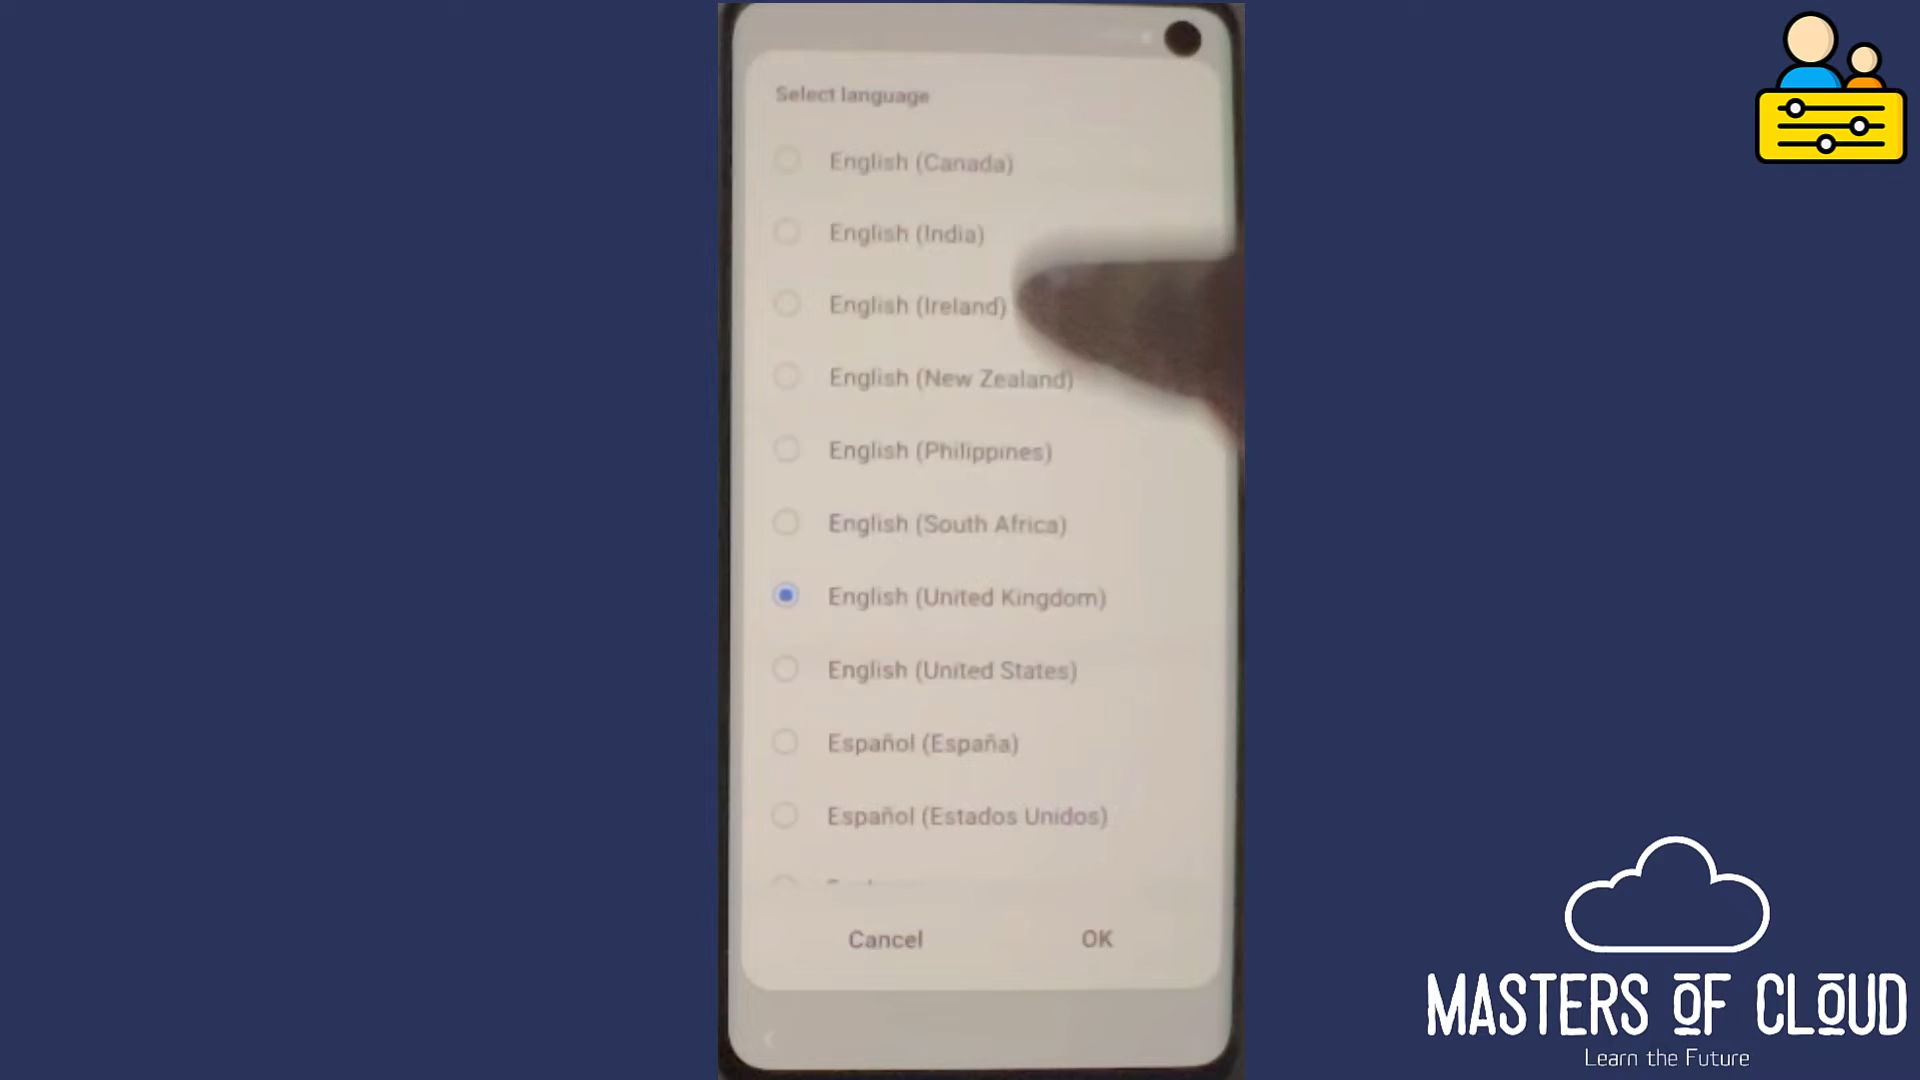 Select language
English (Canada)
English (India)
English (Ireland)
English (New Zealand)
English (Philippines)
English (South Africa)
English (United Kingdom)
English (United States)
Español (España)
Español (Estados Unidos)
Cancel
OK
MASTERS OF CLOUD
Learn the Future